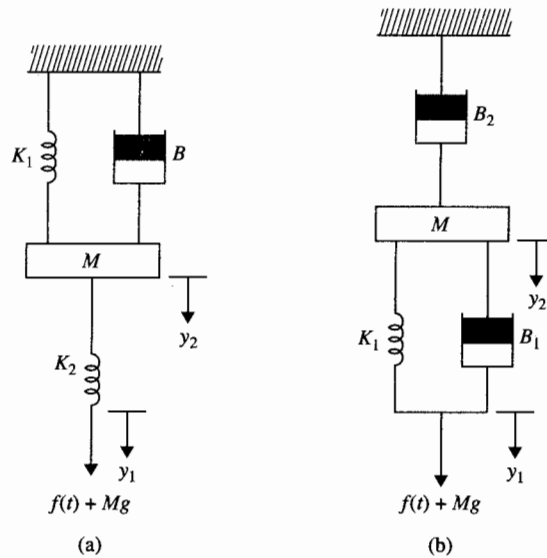 K₁
B
M
y₂
K₂
y₁
f(t) + Mg
(a)
B₂
M
y₂
K₁
B₁
y₁
f(t) + Mg
(b)